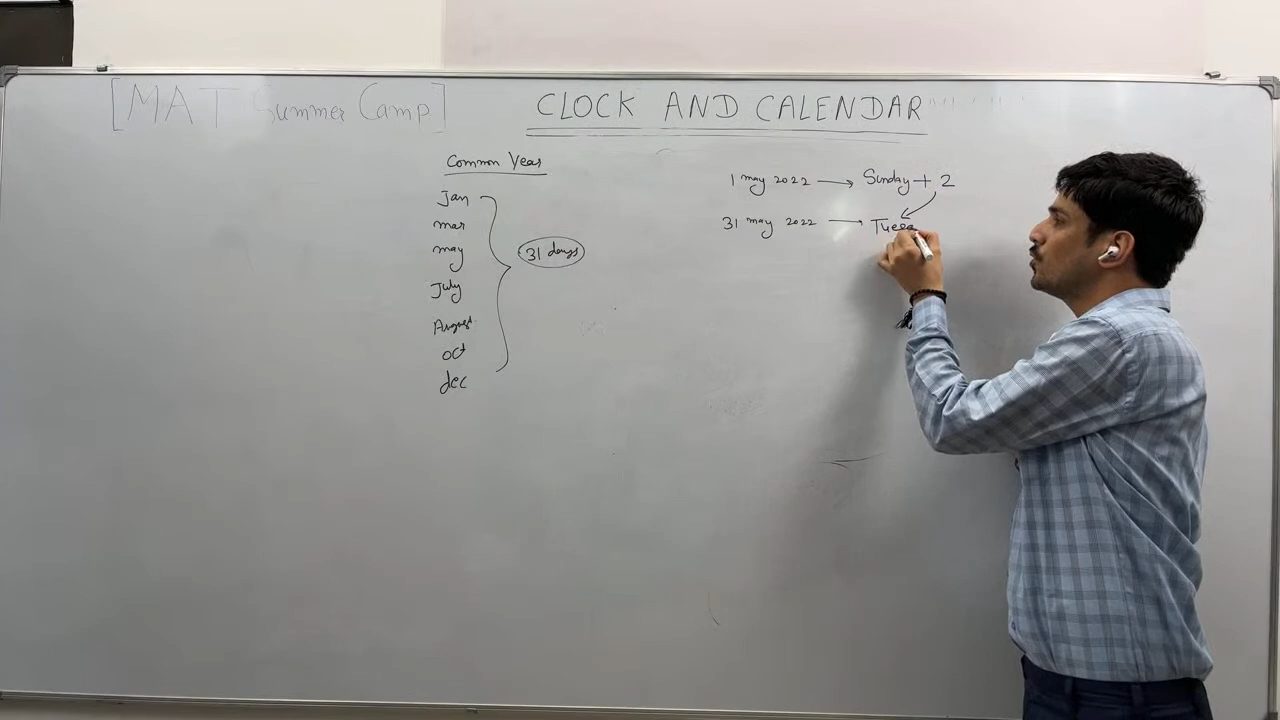 [MAT Summer Camp]
CLOCK AND CALENDAR
Common Year
Jan
mar
may
July
August
oct
dec
31 days
1 may 2022 → Sunday + 2
31 may 2022 → Tues